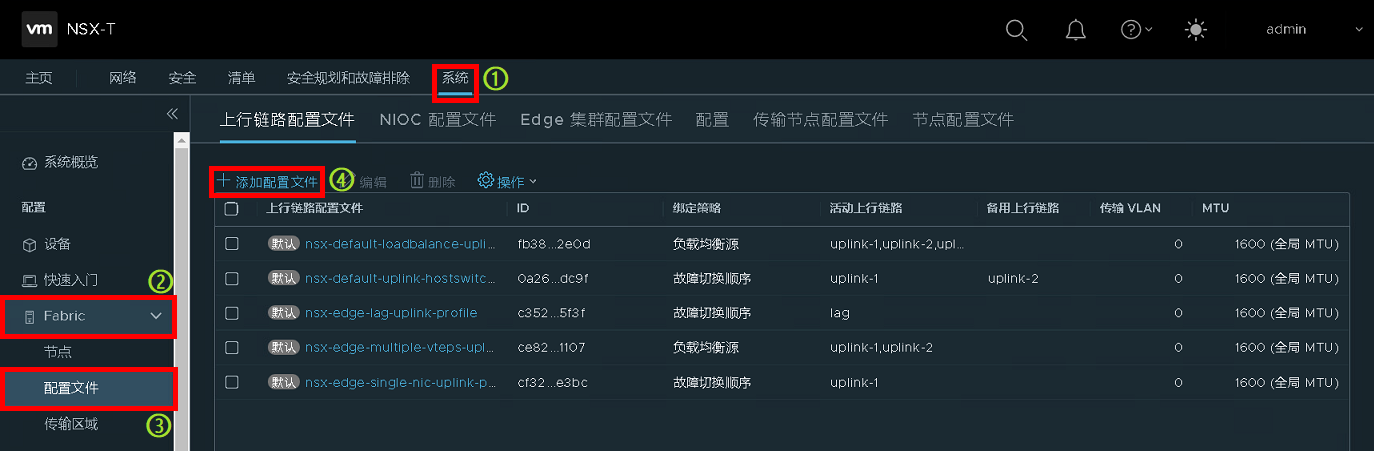 vm NSX-T admin
主页 网络 安全 清单 安全规划和故障排除 系统 ①
上行链路配置文件 NIOC 配置文件 Edge 集群配置文件 配置 传输节点配置文件 节点配置文件
系统概览
配置
设备
快速入门 ②
Fabric
节点
配置文件
传输区域 ③
+ 添加配置文件 ④ 编辑 删除 操作
上行链路配置文件 ID 绑定策略 活动上行链路 备用上行链路 传输 VLAN MTU
默认 nsx-default-loadbalance-upli... fb38...2e0d 负载均衡源 uplink-1,uplink-2,upl... 0 1600 (全局 MTU)
默认 nsx-default-uplink-hostswitc... 0a26...dc9f 故障切换顺序 uplink-1 uplink-2 0 1600 (全局 MTU)
默认 nsx-edge-lag-uplink-profile c352...5f3f 故障切换顺序 lag 0 1600 (全局 MTU)
默认 nsx-edge-multiple-vteps-upl... ce82...1107 负载均衡源 uplink-1,uplink-2 0 1600 (全局 MTU)
默认 nsx-edge-single-nic-uplink-p... cf32...e3bc 故障切换顺序 uplink-1 0 1600 (全局 MTU)